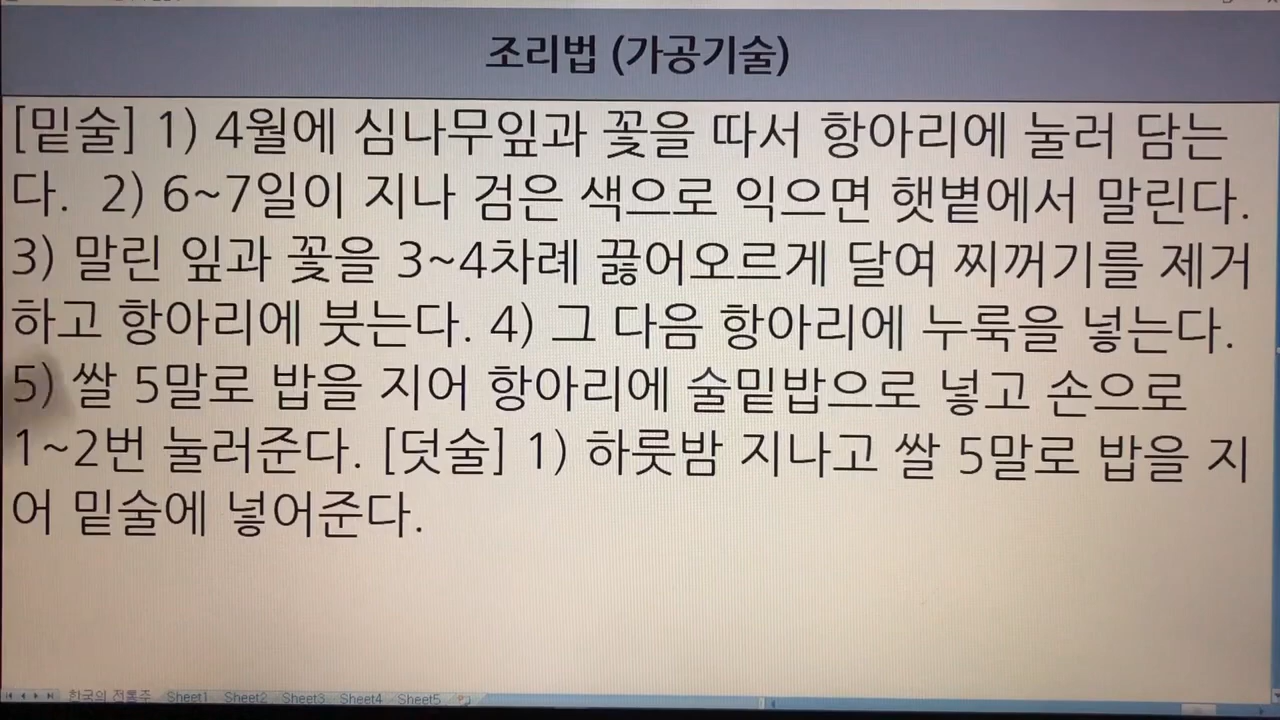 조리법 (가공기술)
[밑술] 1) 4월에 심나무잎과 꽃을 따서 항아리에 눌러 담는
다. 2) 6~7일이 지나 검은 색으로 익으면 햇볕에서 말린다.
3) 말린 잎과 꽃을 3~4차례 끓어오르게 달여 찌꺼기를 제거
하고 항아리에 붓는다. 4) 그 다음 항아리에 누룩을 넣는다.
5) 쌀 5말로 밥을 지어 항아리에 술밑밥으로 넣고 손으로
1~2번 눌러준다. [덧술] 1) 하룻밤 지나고 쌀 5말로 밥을 지
어 밑술에 넣어준다.
한국의 전통주 Sheet1 Sheet2 Sheet3 Sheet4 Sheet5